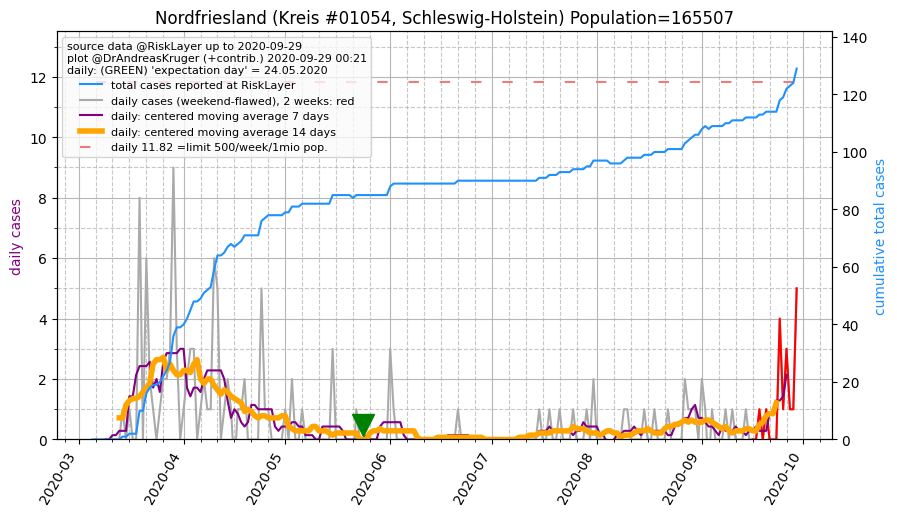 Nordfriesland (Kreis #01054, Schleswig-Holstein) Population=165507
source data @RiskLayer up to 2020-09-29
plot @DrAndreasKruger (+contrib.) 2020-09-29 00:21
daily: (GREEN) 'expectation day' = 24.05.2020
total cases reported at RiskLayer
daily cases (weekend-flawed), 2 weeks: red
daily: centered moving average 7 days
daily: centered moving average 14 days
daily 11.82 =limit 500/week/1mio pop.
daily cases
12
10
8
6
4
2
0
140
120
100
80
60
40
20
0
cumulative total cases
2020-03
2020-04
2020-05
2020-06
2020-07
2020-08
2020-09
2020-10